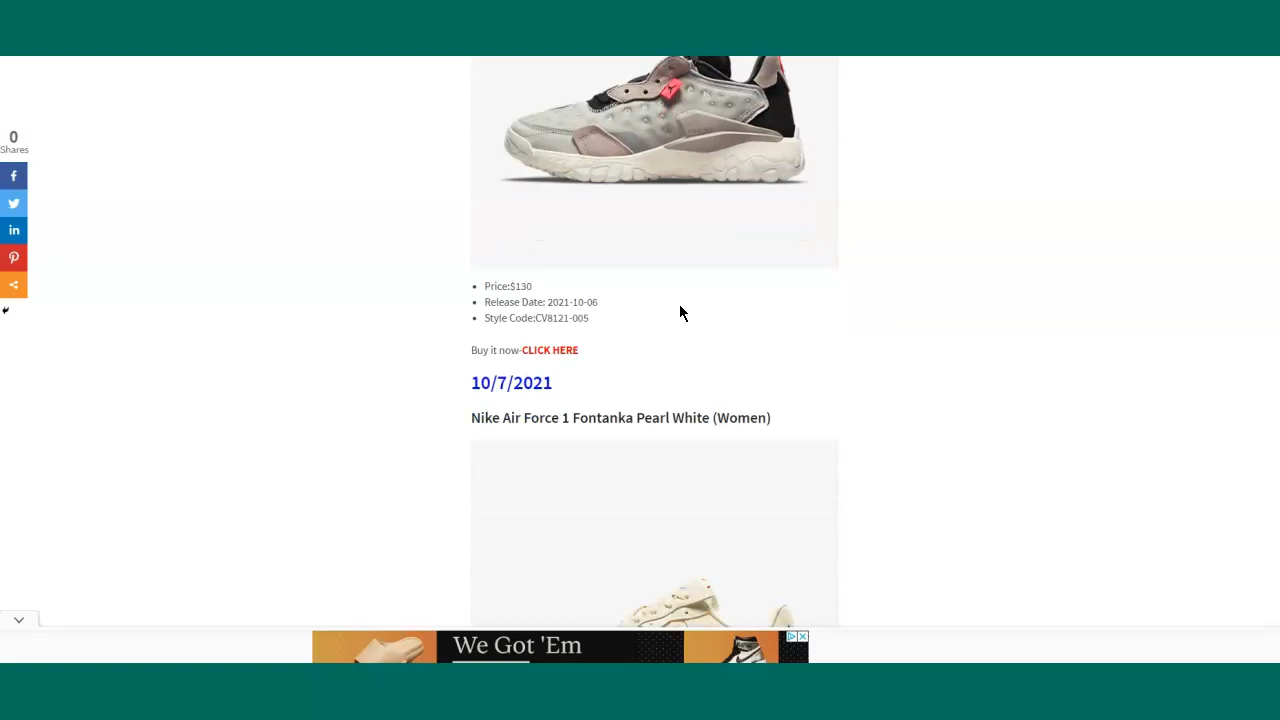 0
Shares
Price:$130
Release Date: 2021-10-06
Style Code:CV8121-005
Buy it now-CLICK HERE
10/7/2021
Nike Air Force 1 Fontanka Pearl White (Women)
We Got 'Em